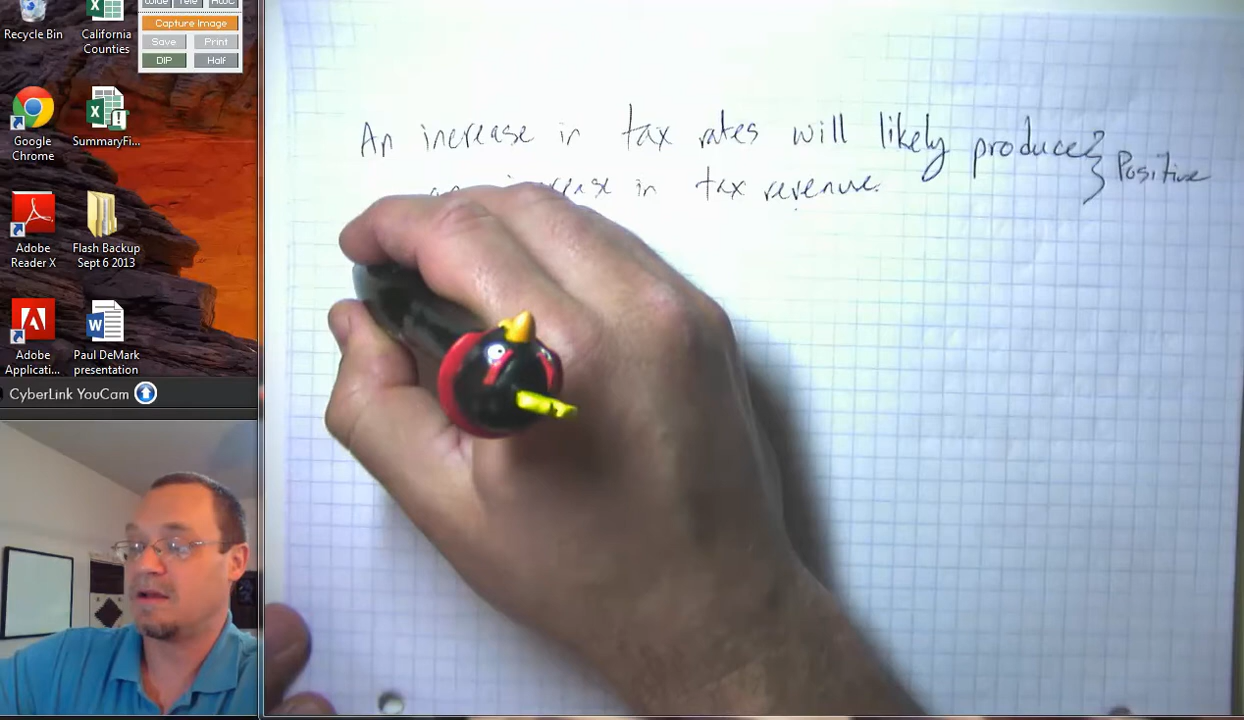 Recycle Bin
California
Counties
Wide
Tele
Capture Image
Save
Print
DIP
Half
Google
Chrome
SummaryFi...
Adobe
Reader X
Flash Backup
Sept 6 2013
Adobe
Applicati...
Paul DeMark
presentation
CyberLink YouCam
An increase in tax rates will likely produce
in tax revenue.
Positive